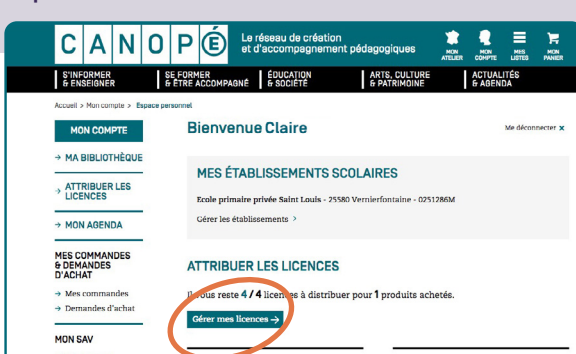 CANOPÉ
Le réseau de création
et d'accompagnement pédagogiques
MON ATELIER
MON COMPTE
MES LISTES
MON PANIER
S'INFORMER & ENSEIGNER
SE FORMER & ÊTRE ACCOMPAGNÉ
ÉDUCATION & SOCIÉTÉ
ARTS, CULTURE & PATRIMOINE
ACTUALITÉS & AGENDA
Accueil > Mon compte > Espace personnel
MON COMPTE
→ MA BIBLIOTHÈQUE
→ ATTRIBUER LES LICENCES
→ MON AGENDA
MES COMMANDES
& DEMANDES
D'ACHAT
→ Mes commandes
→ Demandes d'achat
MON SAV
Bienvenue Claire
Me déconnecter x
MES ÉTABLISSEMENTS SCOLAIRES
Ecole primaire privée Saint Louis - 25580 Vernierfontaine - 0251286M
Gérer les établissements >
ATTRIBUER LES LICENCES
Il vous reste 4 / 4 licences à distribuer pour 1 produits achetés.
Gérer mes licences →